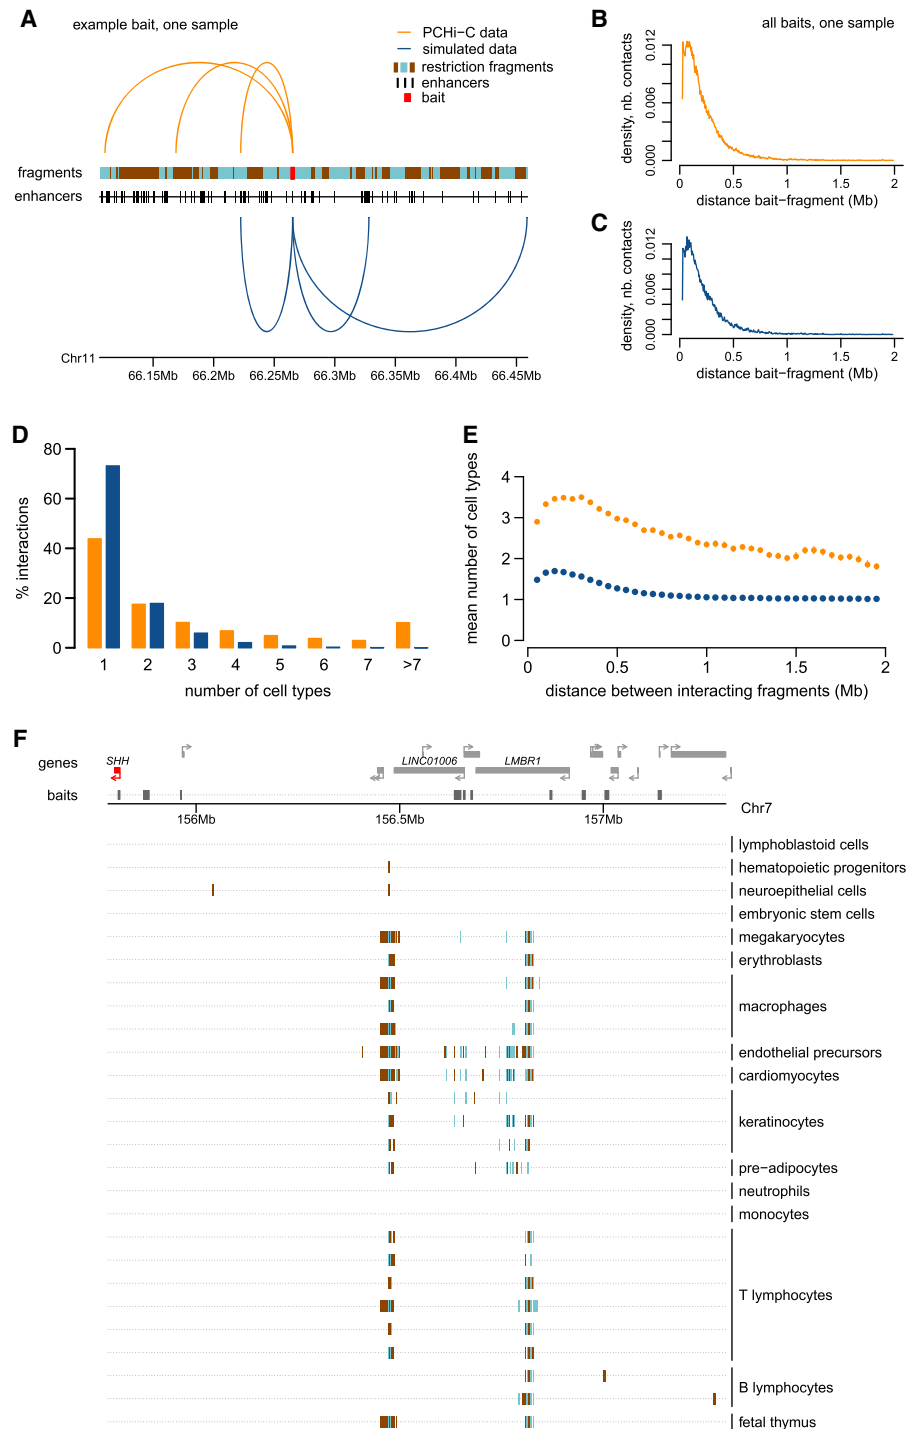 A
example bait, one sample
PCHi-C data
simulated data
restriction fragments
enhancers
bait
fragments
enhancers
Chr11
66.15Mb 66.2Mb 66.25Mb 66.3Mb 66.35Mb 66.4Mb 66.45Mb
B
all baits, one sample
density, nb. contacts
0.000 0.006 0.012
0 0.5 1 1.5 2
distance bait−fragment (Mb)
C
density, nb. contacts
0.000 0.006 0.012
0 0.5 1 1.5 2
distance bait−fragment (Mb)
D
% interactions
80
60
40
20
0
1 2 3 4 5 6 7 >7
number of cell types
E
mean number of cell types
4
3
2
1
0
0 0.5 1 1.5 2
distance between interacting fragments (Mb)
F
genes
SHH LINC01006 LMBR1
baits
Chr7
156Mb 156.5Mb 157Mb
lymphoblastoid cells
hematopoietic progenitors
neuroepithelial cells
embryonic stem cells
megakaryocytes
erythroblasts
macrophages
endothelial precursors
cardiomyocytes
keratinocytes
pre−adipocytes
neutrophils
monocytes
T lymphocytes
B lymphocytes
fetal thymus